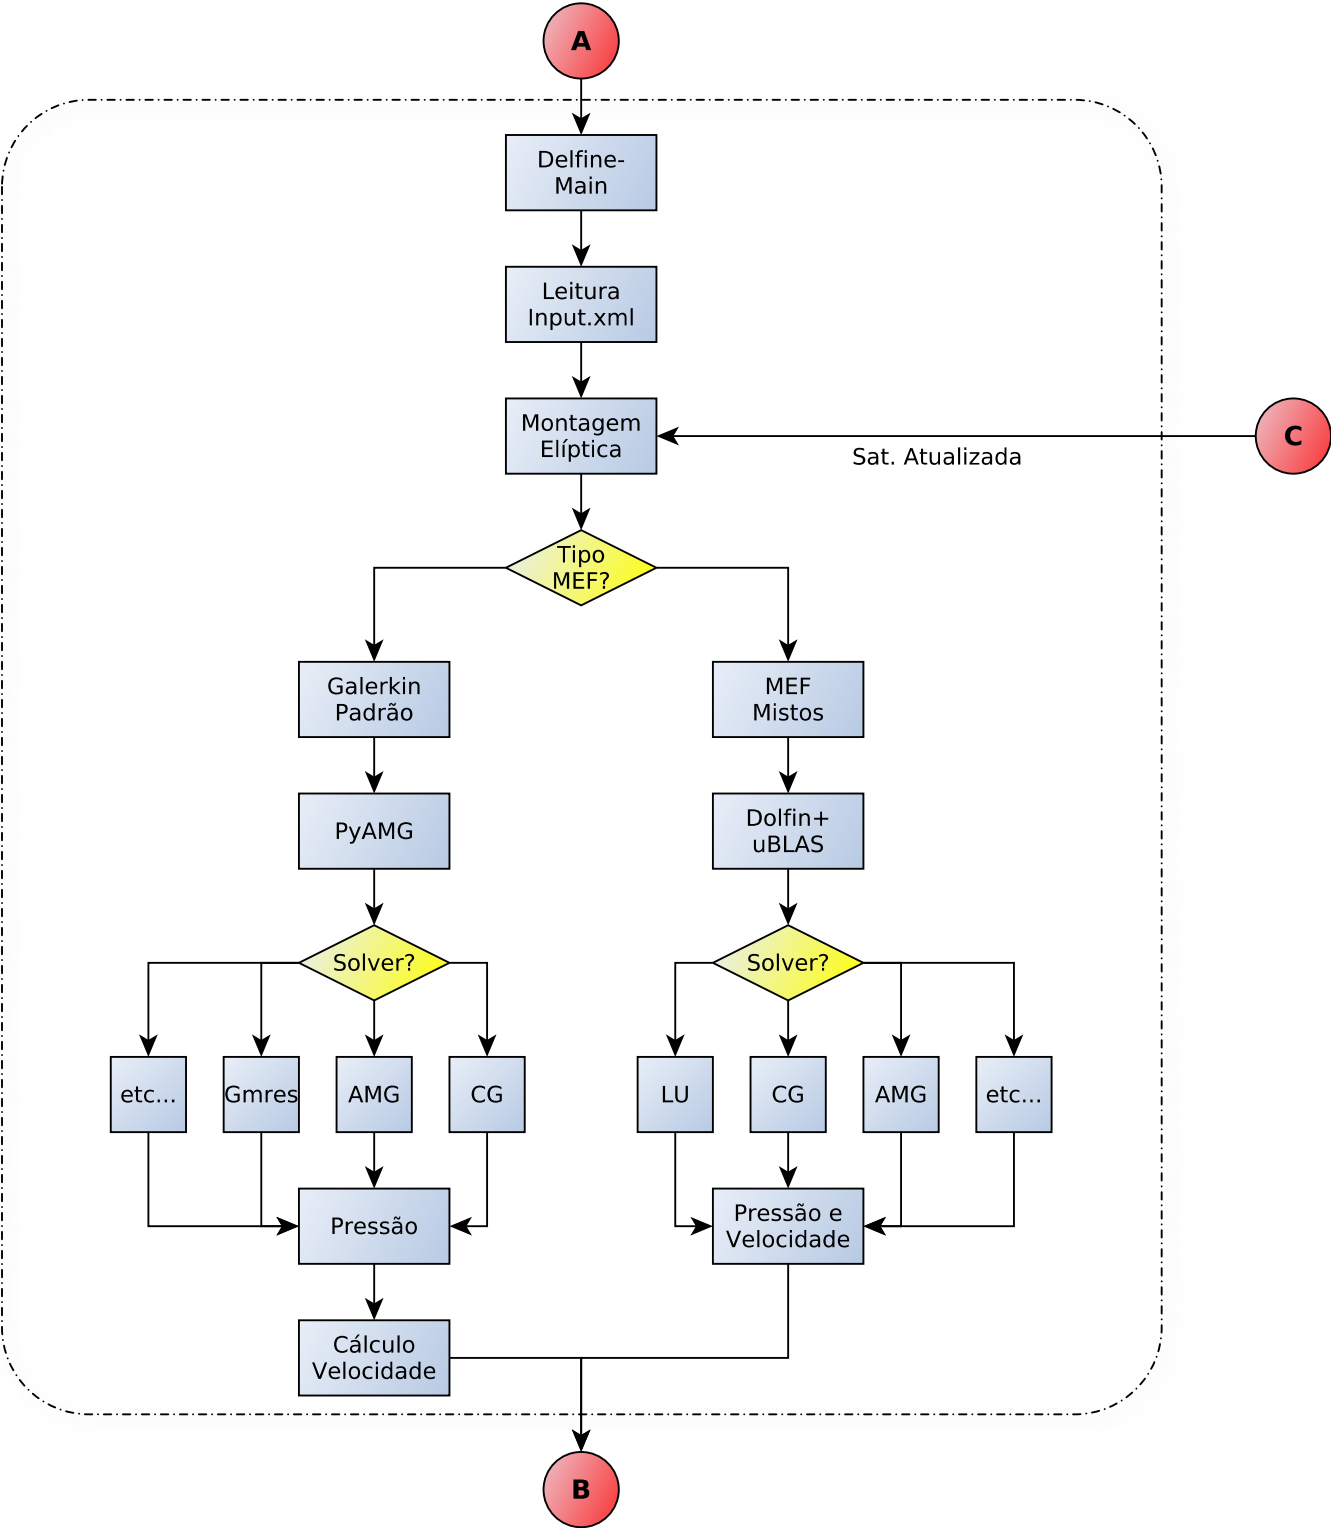 A
Delfine-
Main
Leitura
Input.xml
Montagem
Elíptica
C
Sat. Atualizada
Tipo
MEF?
Galerkin
Padrão
MEF
Mistos
PyAMG
Dolfin+
uBLAS
Solver?
Solver?
etc...
Gmres
AMG
CG
LU
CG
AMG
etc...
Pressão
Pressão e
Velocidade
Cálculo
Velocidade
B